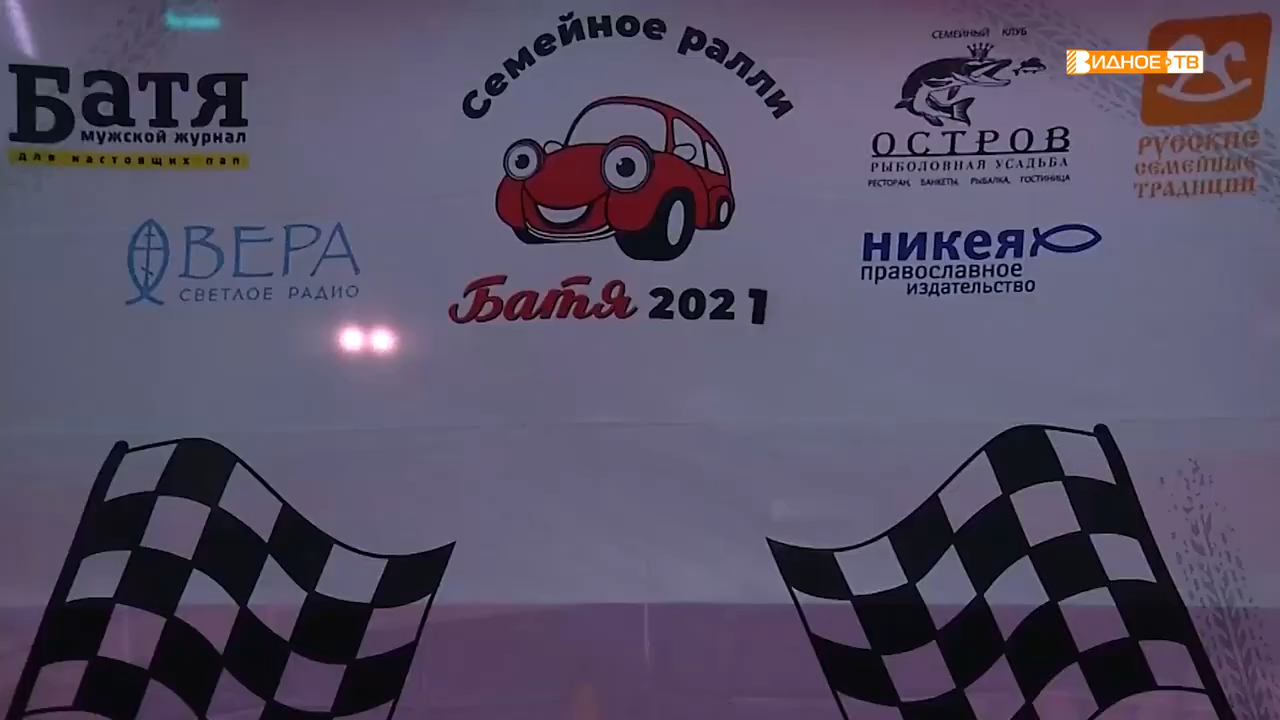 Семейное ралли
Батя 2021
Батя
мужской журнал
для настоящих пап
ВЕРА
СВЕТЛОЕ РАДИО
СЕМЕЙНЫЙ КЛУБ
ОСТРОВ
РЫБОЛОВНАЯ УСАДЬБА
РЕСТОРАН, БАНКЕТЫ, РЫБАЛКА, ГОСТИНИЦА
никея
православное
издательство
ВИДНОЕ ТВ
РУССКИЕ
СЕМЕЙНЫЕ
ТРАДИЦИИ